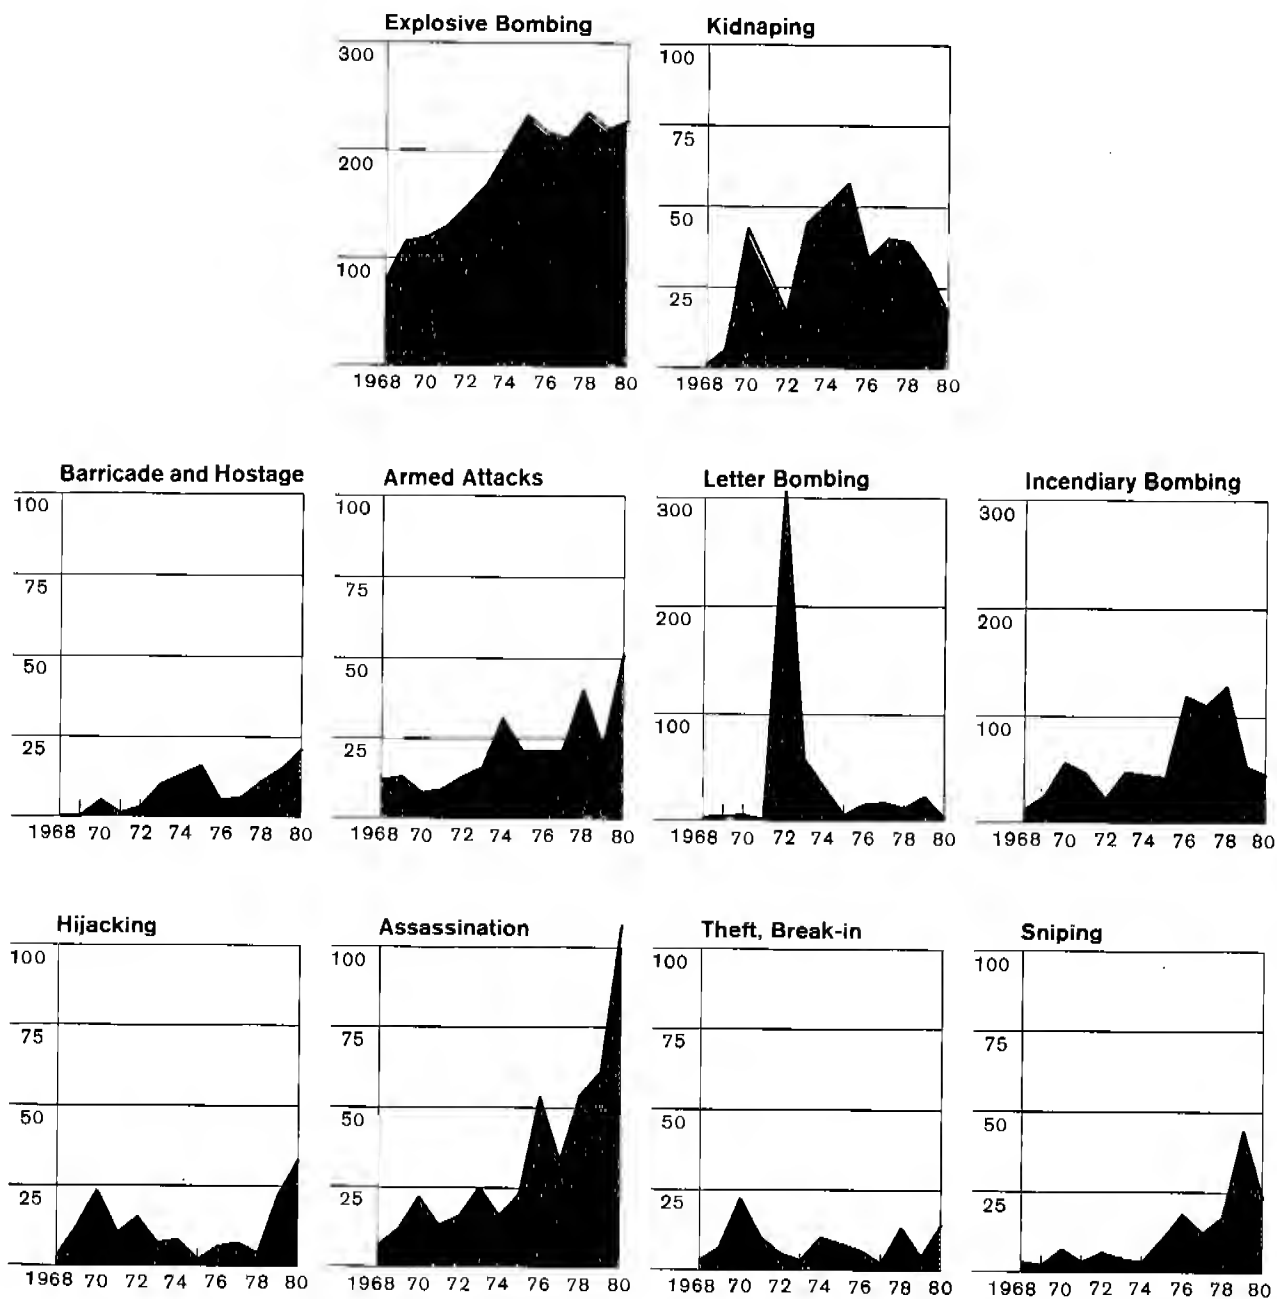 Explosive Bombing
300
200
100
1968 70 72 74 76 78 80
Kidnaping
100
75
50
25
1968 70 72 74 76 78 80
Barricade and Hostage
100
75
50
25
1968 70 72 74 76 78 80
Armed Attacks
100
75
50
25
1968 70 72 74 76 78 80
Letter Bombing
300
200
100
1968 70 72 74 76 78 80
Incendiary Bombing
300
200
100
1968 70 72 74 76 78 80
Hijacking
100
75
50
25
1968 70 72 74 76 78 80
Assassination
100
75
50
25
1968 70 72 74 76 78 80
Theft, Break-in
100
75
50
25
1968 70 72 74 76 78 80
Sniping
100
75
50
25
1968 70 72 74 76 78 80